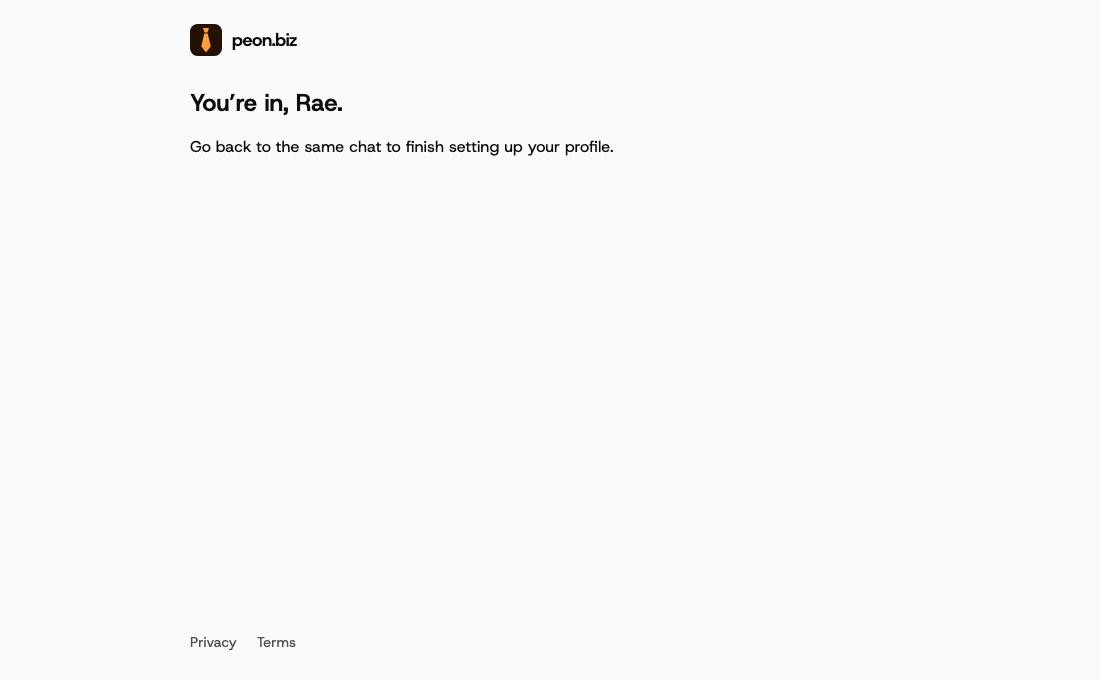 peon.biz
You’re in, Rae.
Go back to the same chat to finish setting up your profile.
Privacy Terms